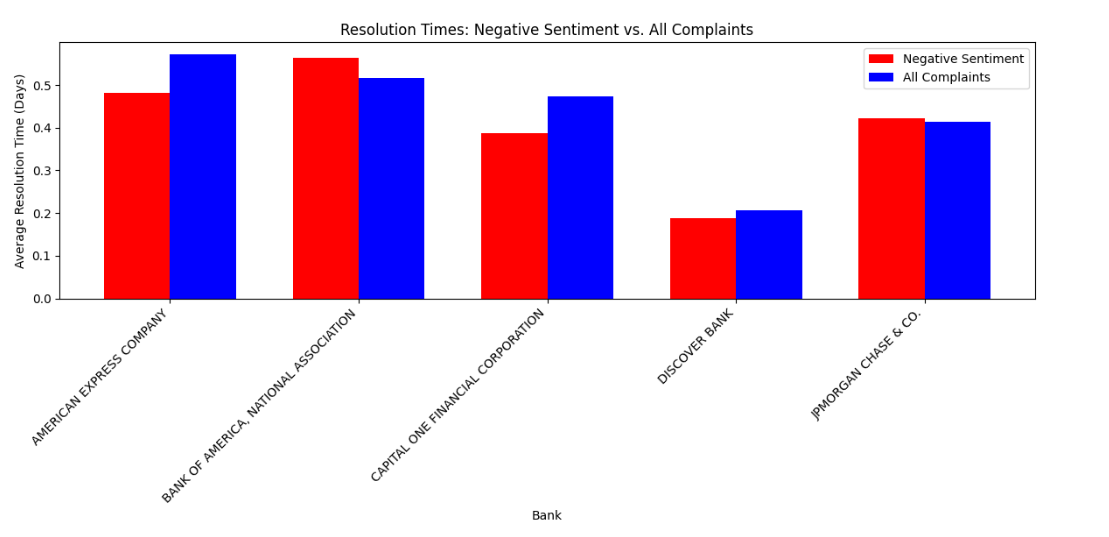 Resolution Times: Negative Sentiment vs. All Complaints
Negative Sentiment
All Complaints
Average Resolution Time (Days)
0.5
0.4
0.3
0.2
0.1
0.0
AMERICAN EXPRESS COMPANY
BANK OF AMERICA, NATIONAL ASSOCIATION
CAPITAL ONE FINANCIAL CORPORATION
DISCOVER BANK
JPMORGAN CHASE & CO.
Bank